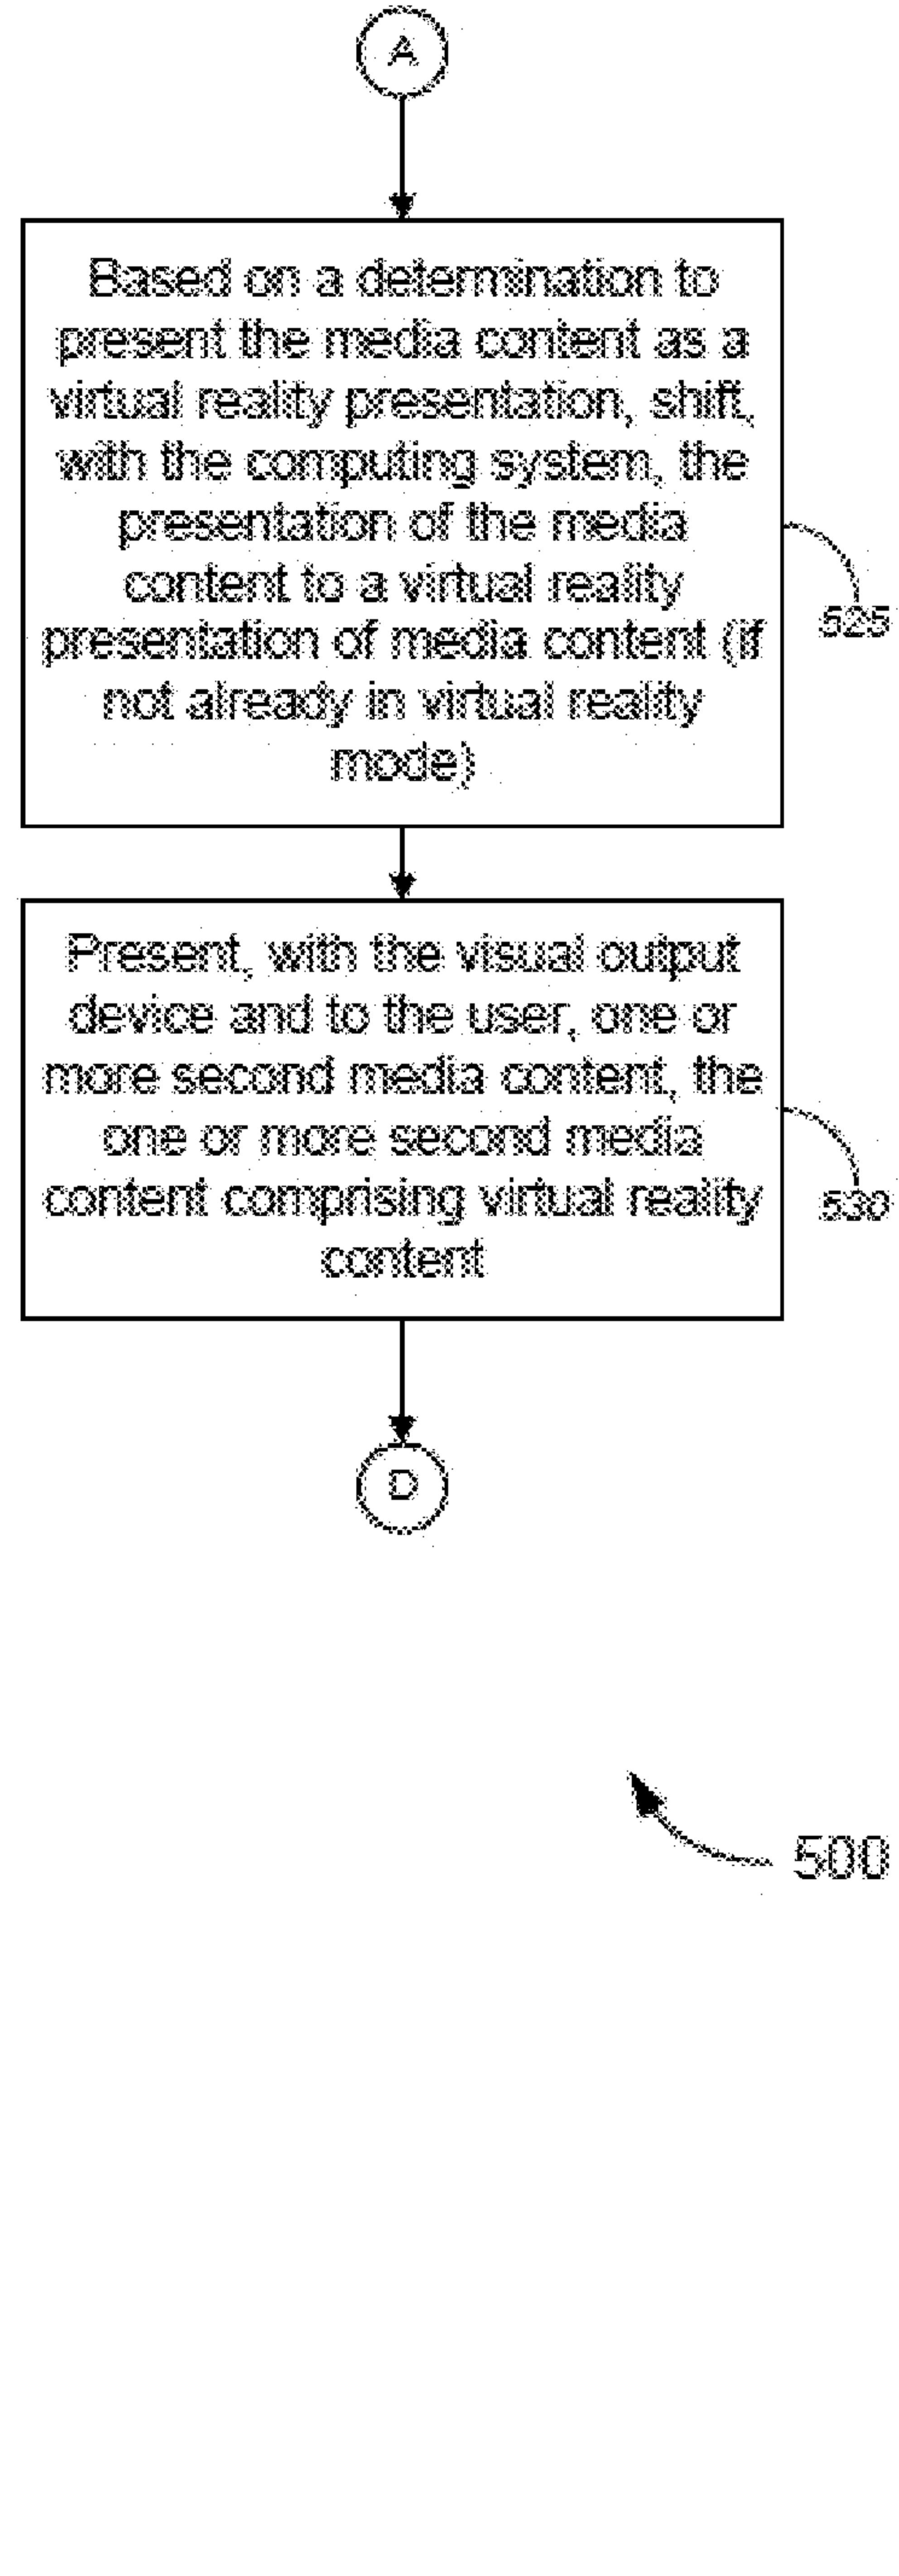 A
Based on a determination to
present the media content as a
virtual reality presentation, shift,
with the computing system, the
presentation of the media
content to a virtual reality
presentation of media content (if
not already in virtual reality
mode)
525
Present, with the visual output
device and to the user, one or
more second media content, the
one or more second media
content comprising virtual reality
content
530
D
500